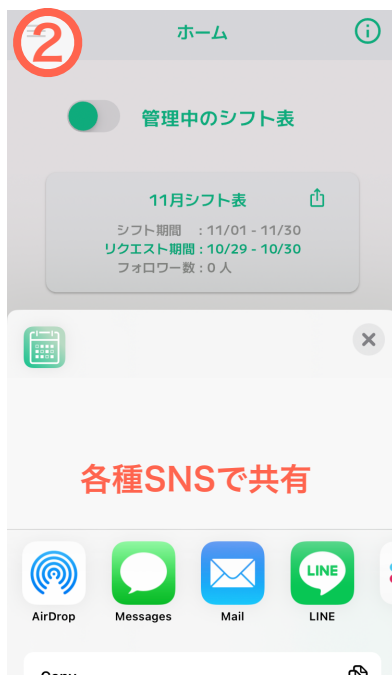 ②
ホーム
管理中のシフト表
11月シフト表
シフト期間 : 11/01 - 11/30
リクエスト期間 : 10/29 - 10/30
フォロワー数 : 0 人
各種SNSで共有
LINE
AirDrop Messages Mail LINE
Copy